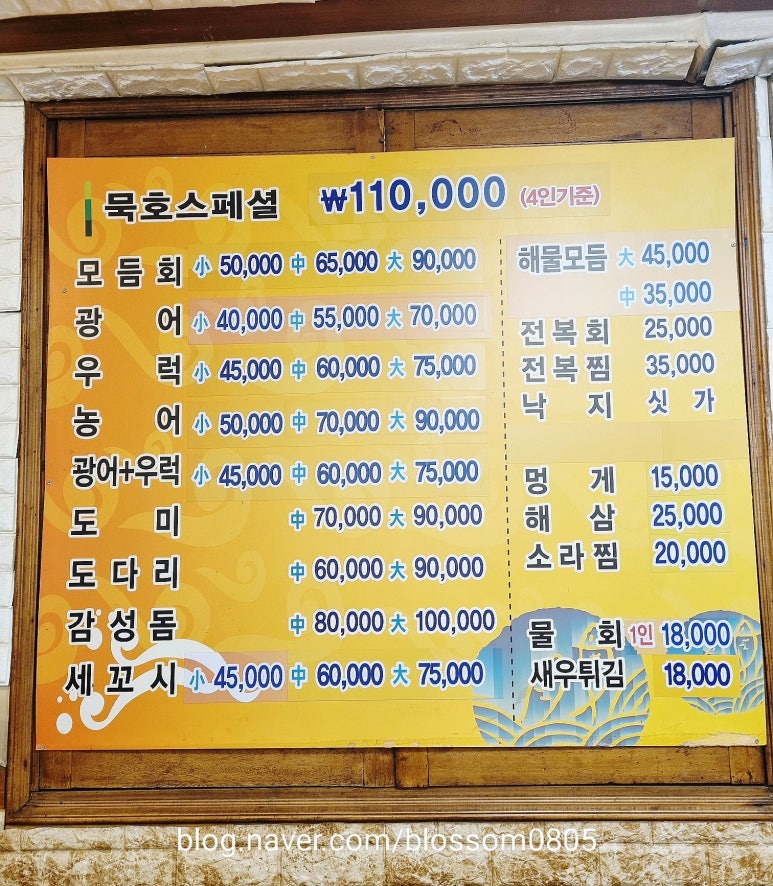 묵호스페셜 ₩110,000 (4인기준)
모듬회 小 50,000 中 65,000 大 90,000
광어 小 40,000 中 55,000 大 70,000
우럭 小 45,000 中 60,000 大 75,000
농어 小 50,000 中 70,000 大 90,000
광어+우럭 小 45,000 中 60,000 大 75,000
도미 中 70,000 大 90,000
도다리 中 60,000 大 90,000
감성돔 中 80,000 大 100,000
세꼬시 小 45,000 中 60,000 大 75,000
해물모듬 大 45,000
中 35,000
전복회 25,000
전복찜 35,000
낙지 싯가
멍게 15,000
해삼 25,000
소라찜 20,000
물회 1인 18,000
새우튀김 18,000
blog.naver.com/blossom0805